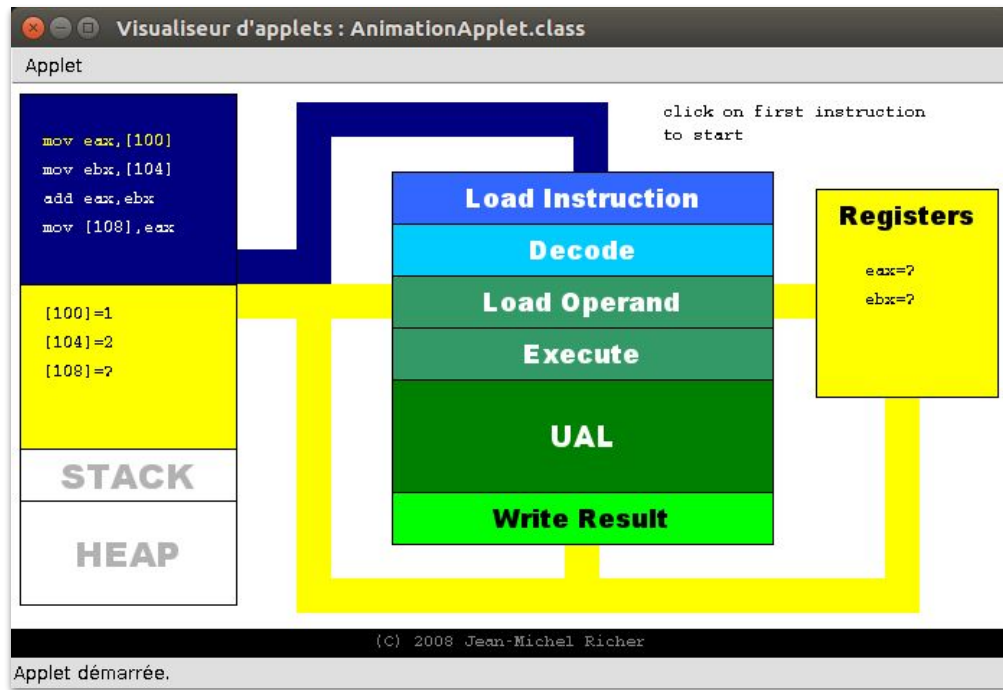 Visualiseur d'applets : AnimationApplet.class
Applet
mov eax,[100]
mov ebx,[104]
add eax,ebx
mov [108],eax
[100]=1
[104]=2
[108]=?
STACK
HEAP
click on first instruction
to start
Load Instruction
Decode
Load Operand
Execute
UAL
Write Result
Registers
eax=?
ebx=?
(C) 2008 Jean-Michel Richer
Applet démarrée.